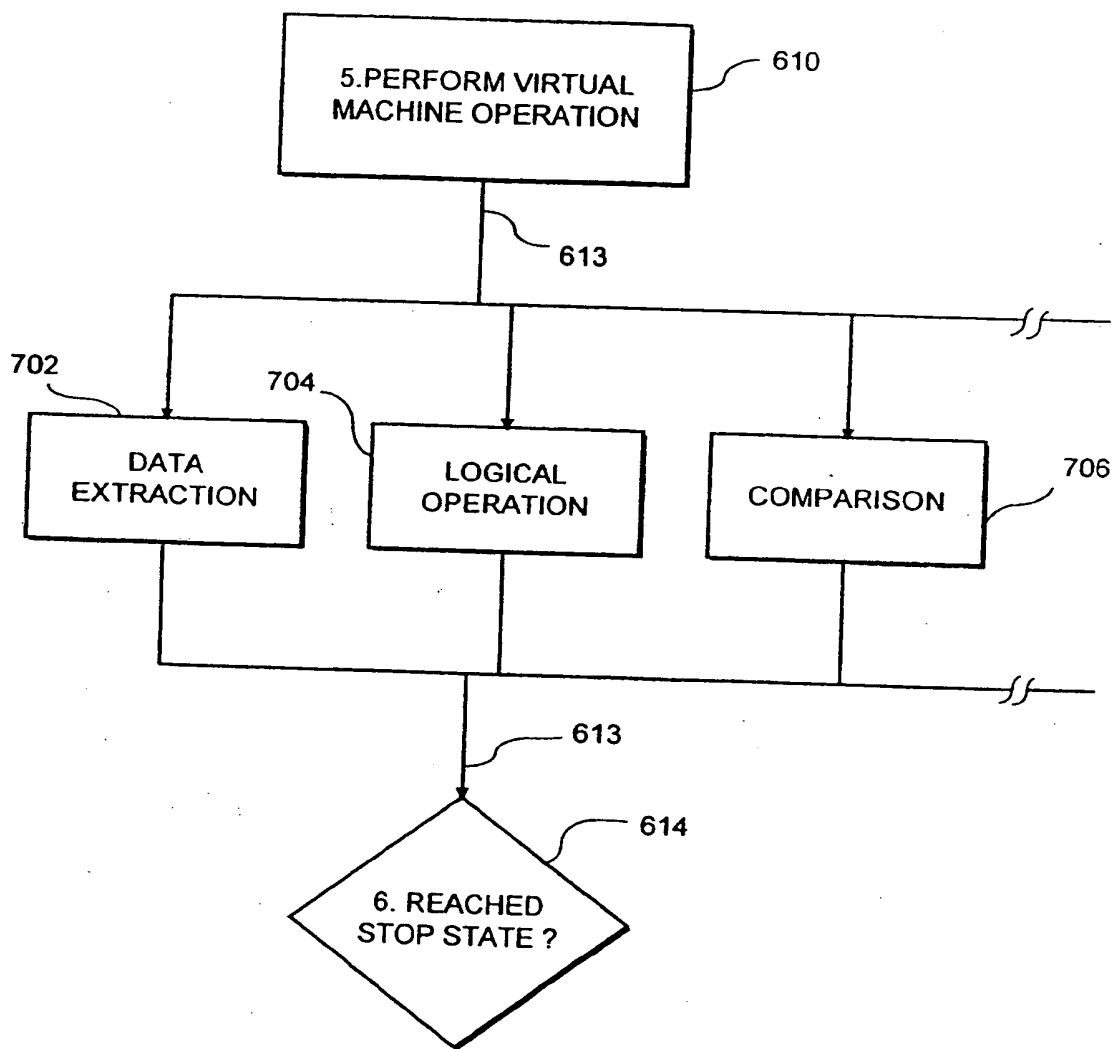 5.PERFORM VIRTUAL
MACHINE OPERATION
610
613
702
704
DATA
EXTRACTION
LOGICAL
OPERATION
COMPARISON
706
613
614
6. REACHED
STOP STATE ?